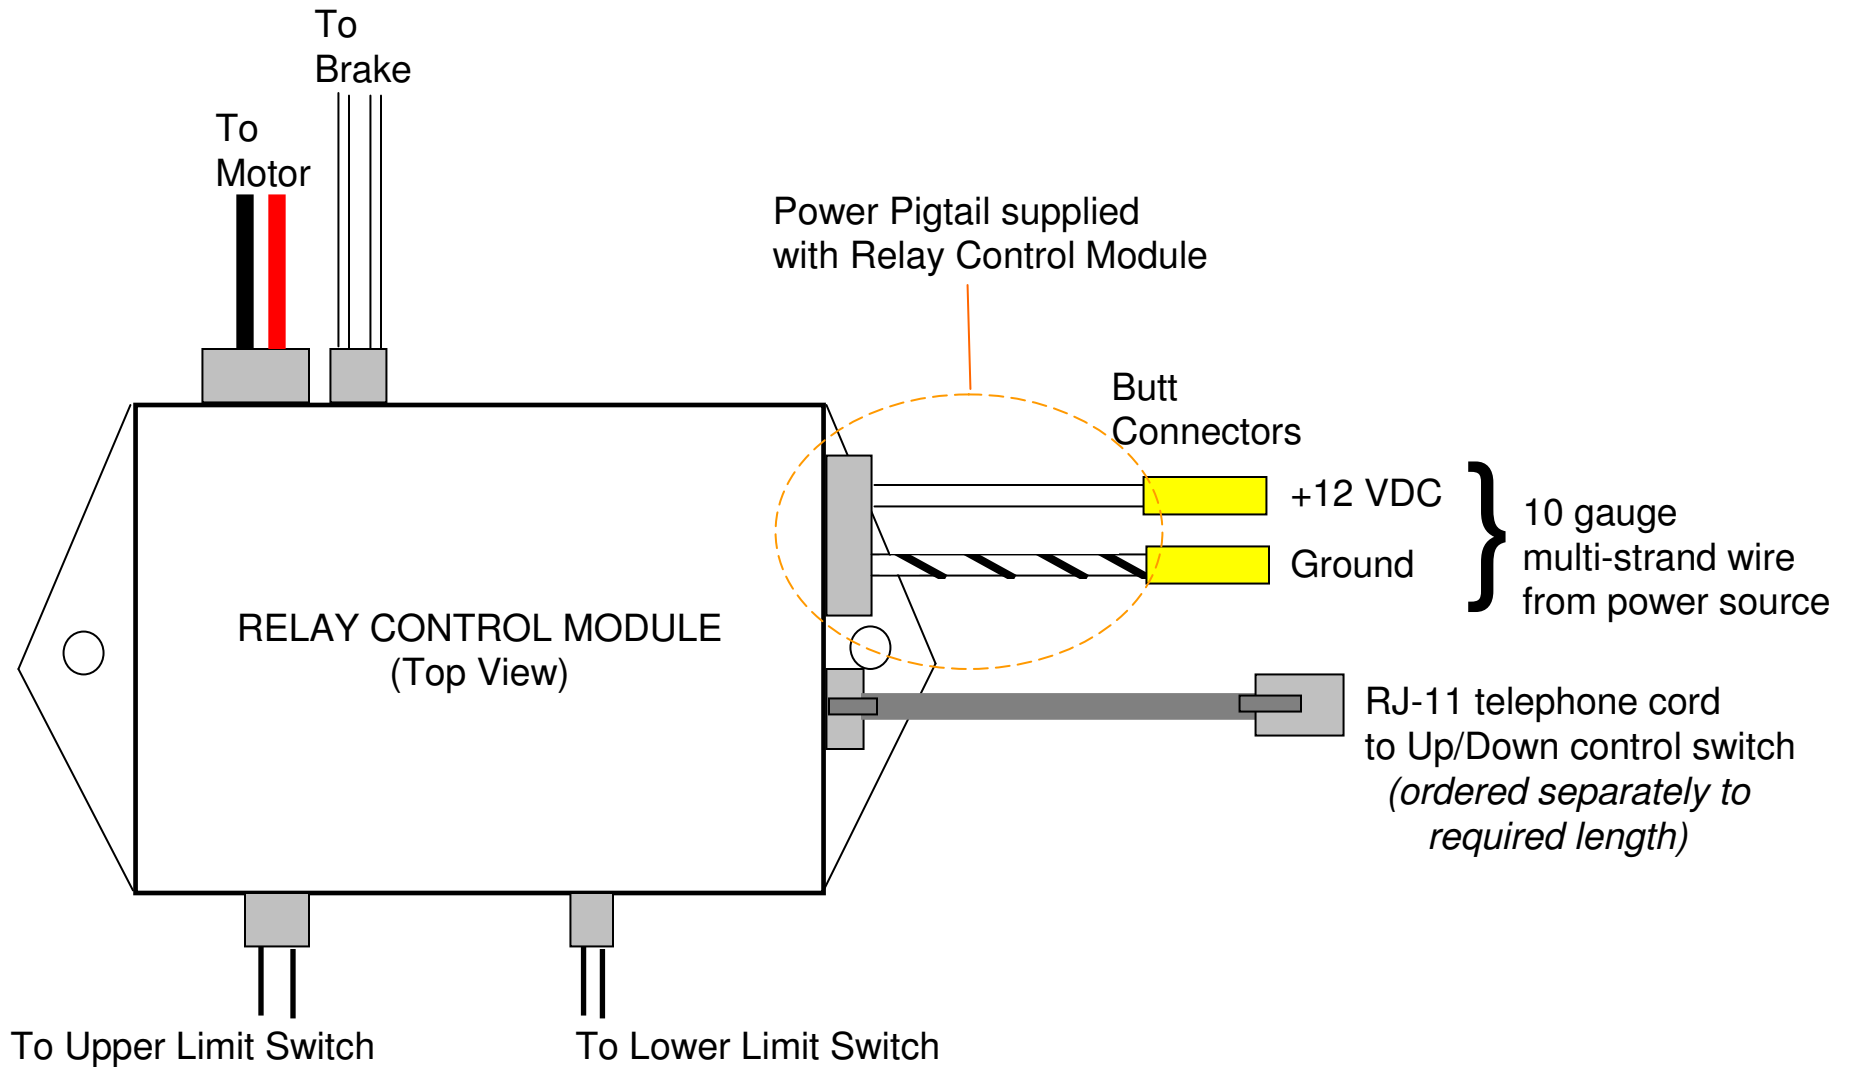 To
Brake
To
Motor
Power Pigtail supplied
with Relay Control Module
Butt
Connectors
+12 VDC
Ground
10 gauge
multi-strand wire
from power source
RELAY CONTROL MODULE
(Top View)
RJ-11 telephone cord
to Up/Down control switch
(ordered separately to
required length)
To Upper Limit Switch
To Lower Limit Switch